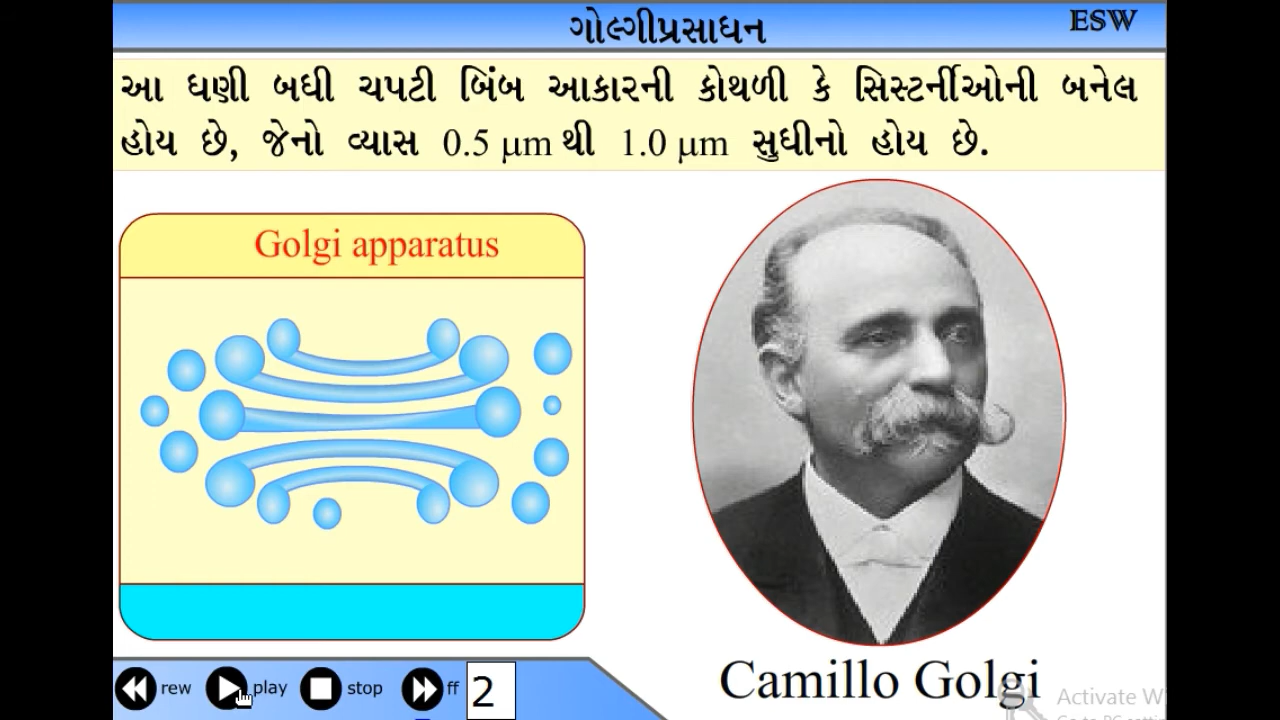 ગોલ્ગીપ્રસાધન
ESW
આ ઘણી બધી ચપટી બિંબ આકારની કોથળી કે સિસ્ટર્નીઓની બનેલ
હોય છે, જેનો વ્યાસ 0.5 μm થી 1.0 μm સુધીનો હોય છે.
Golgi apparatus
Camillo Golgi
rew play stop ff 2
Activate W